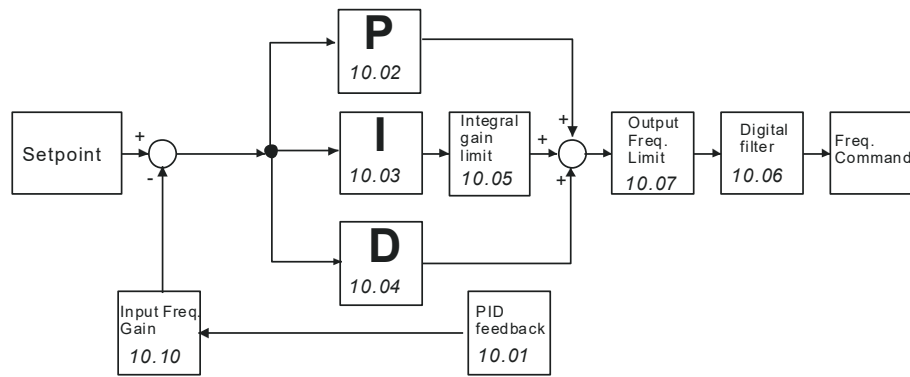 P
10.02
Setpoint
+
-
I
10.03
Integral
gain
limit
10.05
+
+
+
Output
Freq.
Limit
10.07
Digital
filter
10.06
Freq.
Command
D
10.04
Input Freq.
Gain
10.10
PID
feedback
10.01